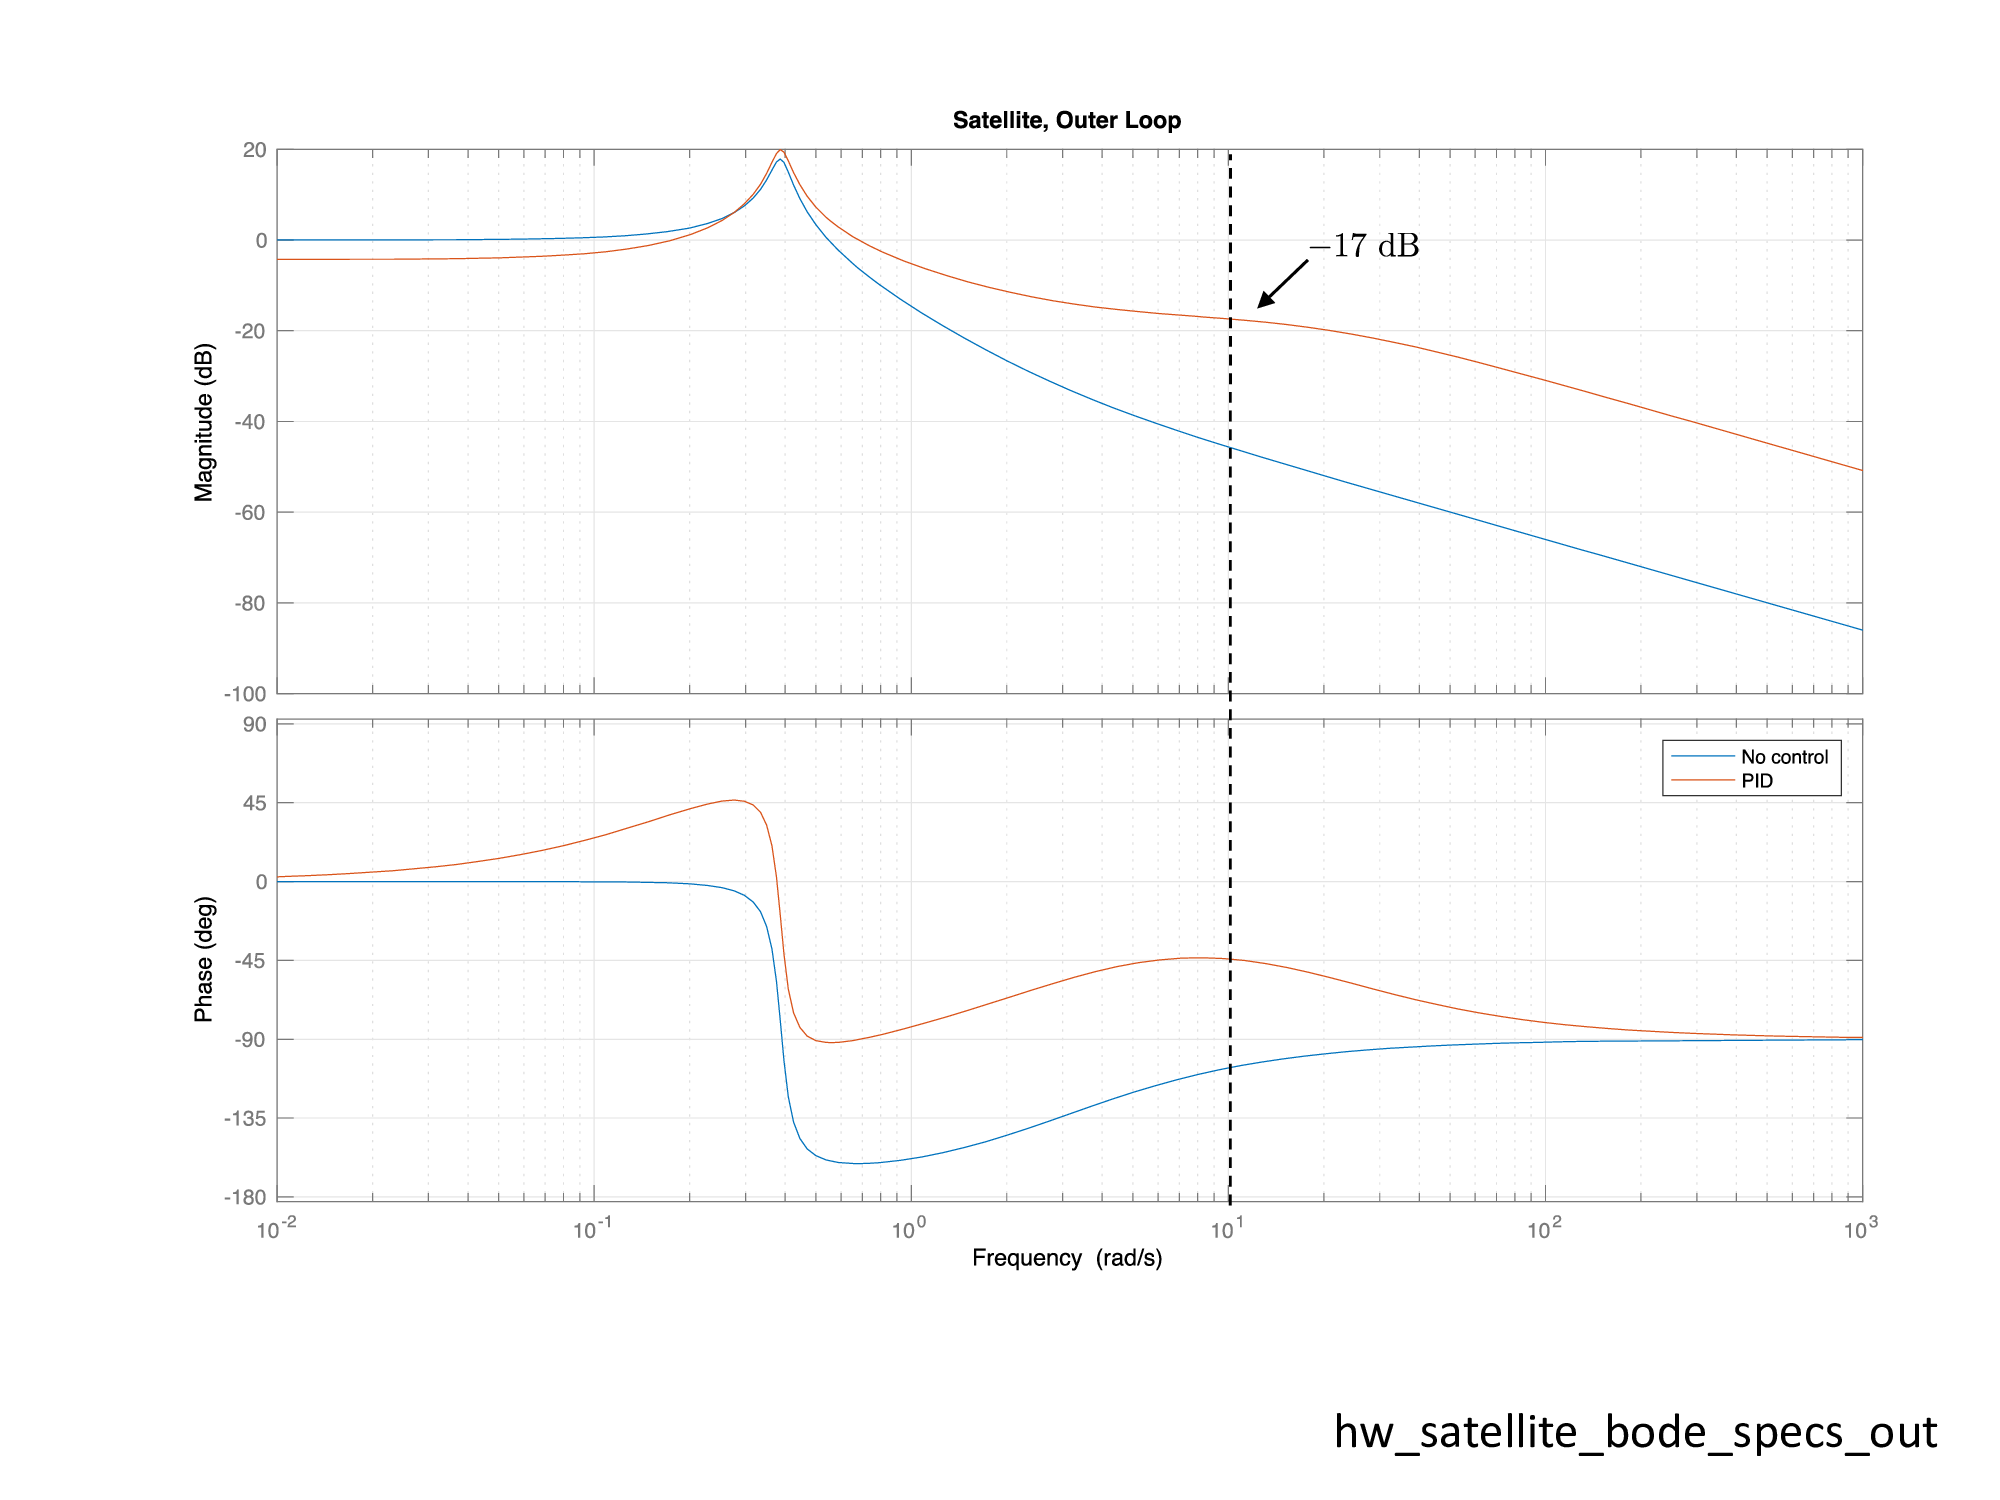 Satellite, Outer Loop
20
0
-20
-40
-60
-80
-100
Magnitude (dB)
−17 dB
90
45
0
-45
-90
-135
-180
Phase (deg)
No control
PID
10^-2
10^-1
10^0
10^1
10^2
10^3
Frequency (rad/s)
hw_satellite_bode_specs_out